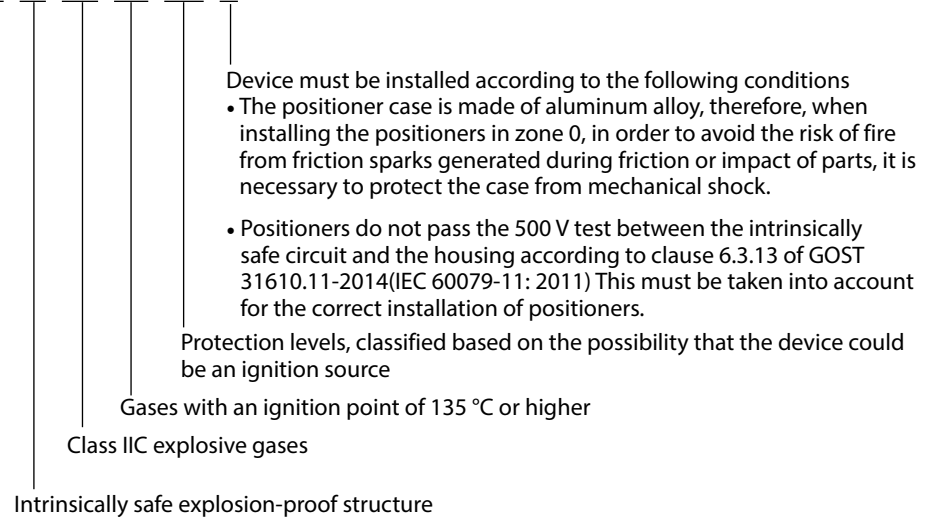 Device must be installed according to the following conditions
• The positioner case is made of aluminum alloy, therefore, when
installing the positioners in zone 0, in order to avoid the risk of fire
from friction sparks generated during friction or impact of parts, it is
necessary to protect the case from mechanical shock.
• Positioners do not pass the 500 V test between the intrinsically
safe circuit and the housing according to clause 6.3.13 of GOST
31610.11-2014(IEC 60079-11: 2011) This must be taken into account
for the correct installation of positioners.
Protection levels, classified based on the possibility that the device could
be an ignition source
Gases with an ignition point of 135 °C or higher
Class IIC explosive gases
Intrinsically safe explosion-proof structure